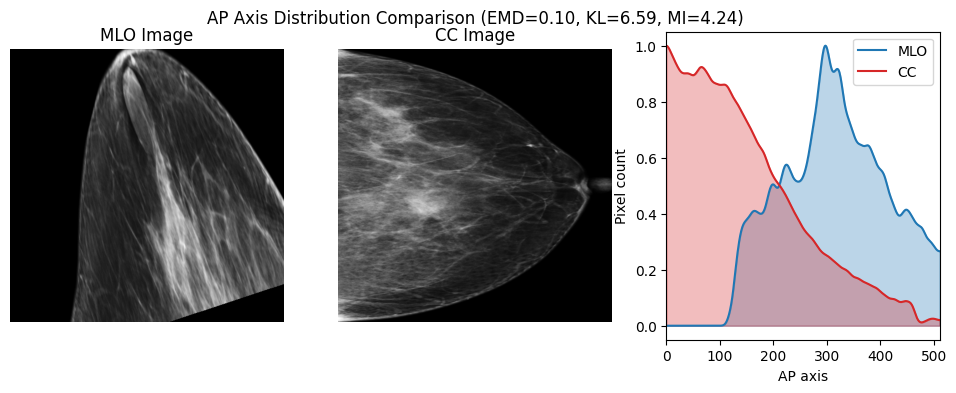 AP Axis Distribution Comparison (EMD=0.10, KL=6.59, MI=4.24)
MLO Image
CC Image
1.0
0.8
0.6
0.4
0.2
0.0
Pixel count
MLO
CC
0 100 200 300 400 500
AP axis